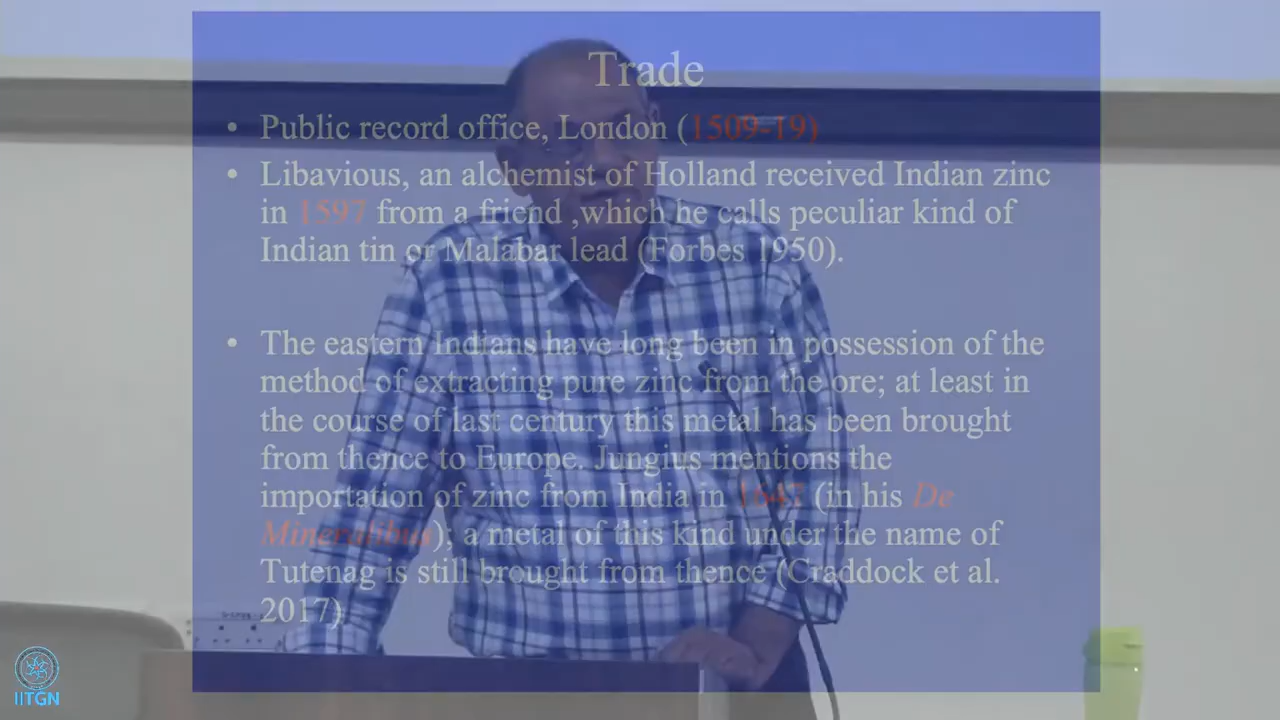 Trade
• Public record office, London (1509-19)
• Libavious, an alchemist of Holland received Indian zinc
in 1597 from a friend ,which he calls peculiar kind of
Indian tin or Malabar lead (Forbes 1950).
• The eastern Indians have long been in possession of the
method of extracting pure zinc from the ore; at least in
the course of last century this metal has been brought
from thence to Europe. Jungius mentions the
importation of zinc from India in 1647 (in his De
Mineralibus); a metal of this kind under the name of
Tutenag is still brought from thence (Craddock et al.
2017)
IITGN